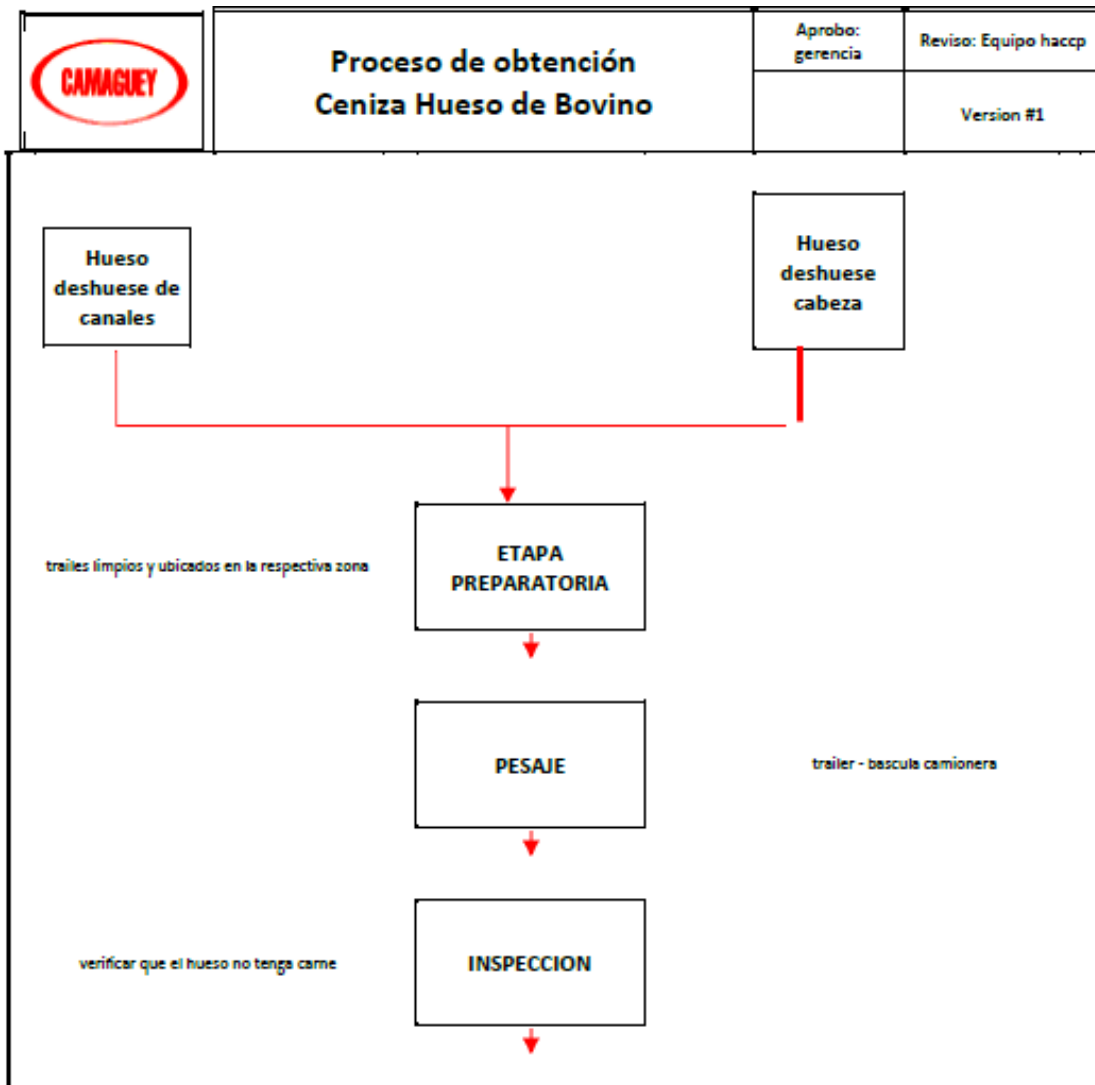 CAMAGUEY
Proceso de obtención
Ceniza Hueso de Bovino
Aprobo:
gerencia
Reviso: Equipo haccp
Version #1
Hueso
deshuese de
canales
Hueso
deshuese
cabeza
trailes limpios y ubicados en la respectiva zona
ETAPA
PREPARATORIA
PESAJE
trailer - bascula camionera
verificar que el hueso no tenga carne
INSPECCION